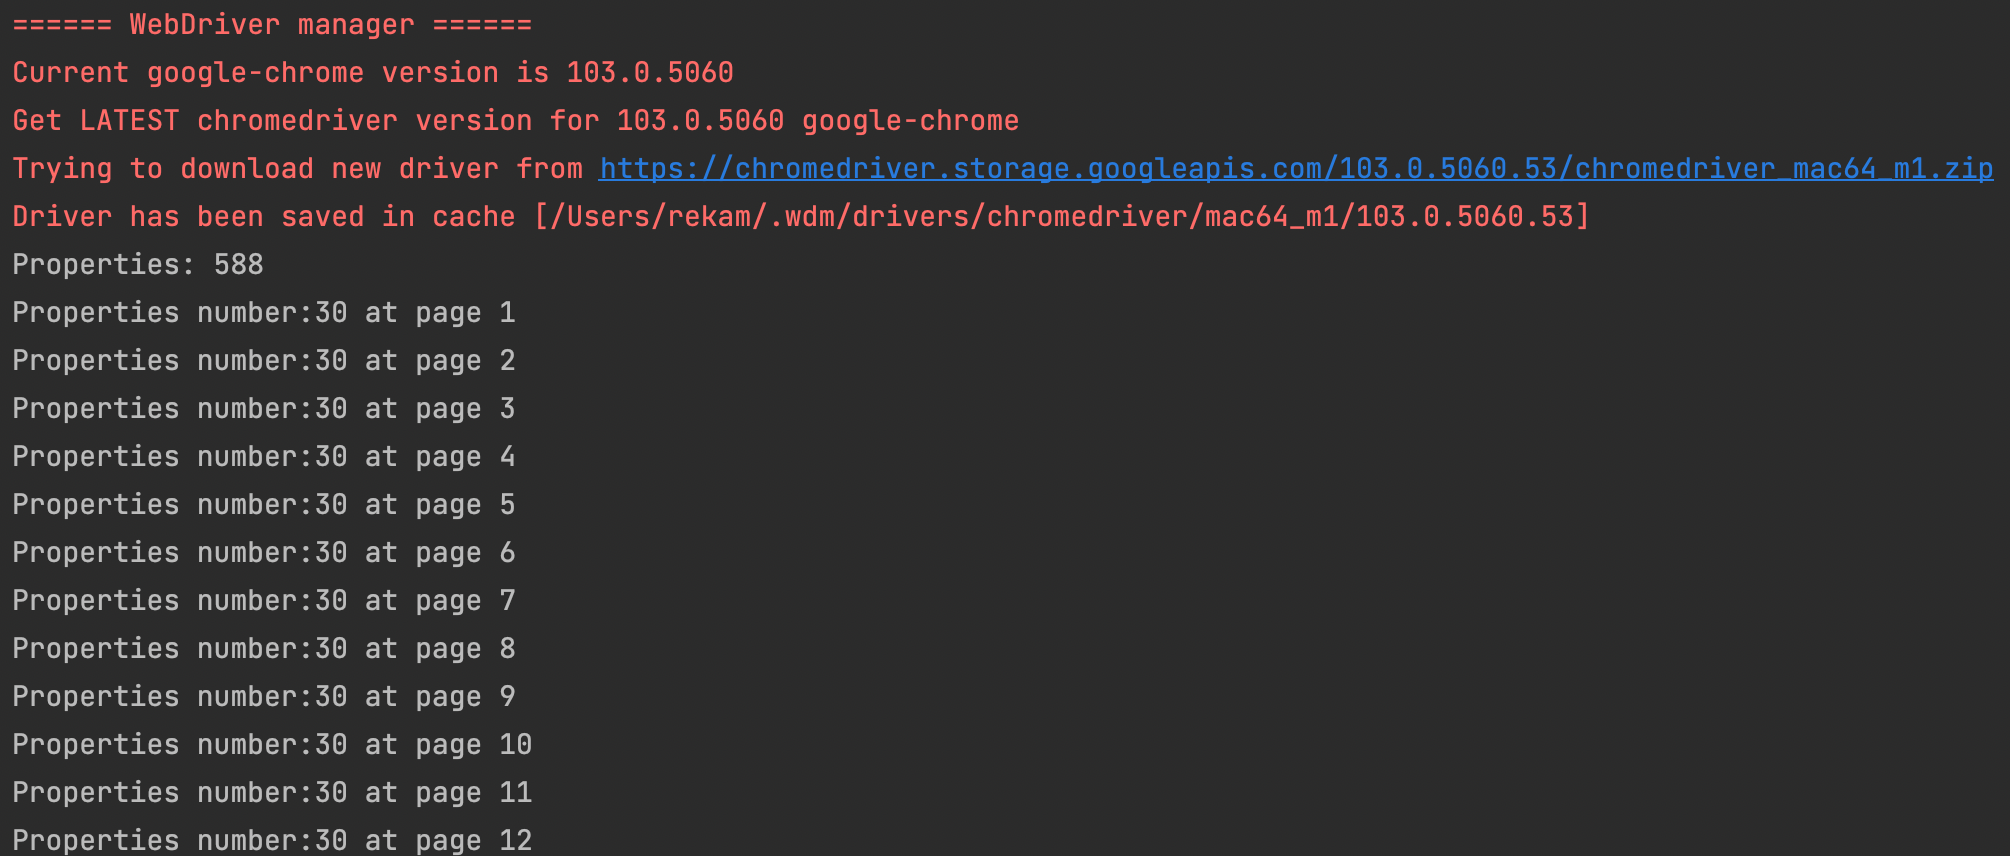 ====== WebDriver manager ======
Current google-chrome version is 103.0.5060
Get LATEST chromedriver version for 103.0.5060 google-chrome
Trying to download new driver from https://chromedriver.storage.googleapis.com/103.0.5060.53/chromedriver_mac64_m1.zip
Driver has been saved in cache [/Users/rekam/.wdm/drivers/chromedriver/mac64_m1/103.0.5060.53]
Properties: 588
Properties number:30 at page 1
Properties number:30 at page 2
Properties number:30 at page 3
Properties number:30 at page 4
Properties number:30 at page 5
Properties number:30 at page 6
Properties number:30 at page 7
Properties number:30 at page 8
Properties number:30 at page 9
Properties number:30 at page 10
Properties number:30 at page 11
Properties number:30 at page 12